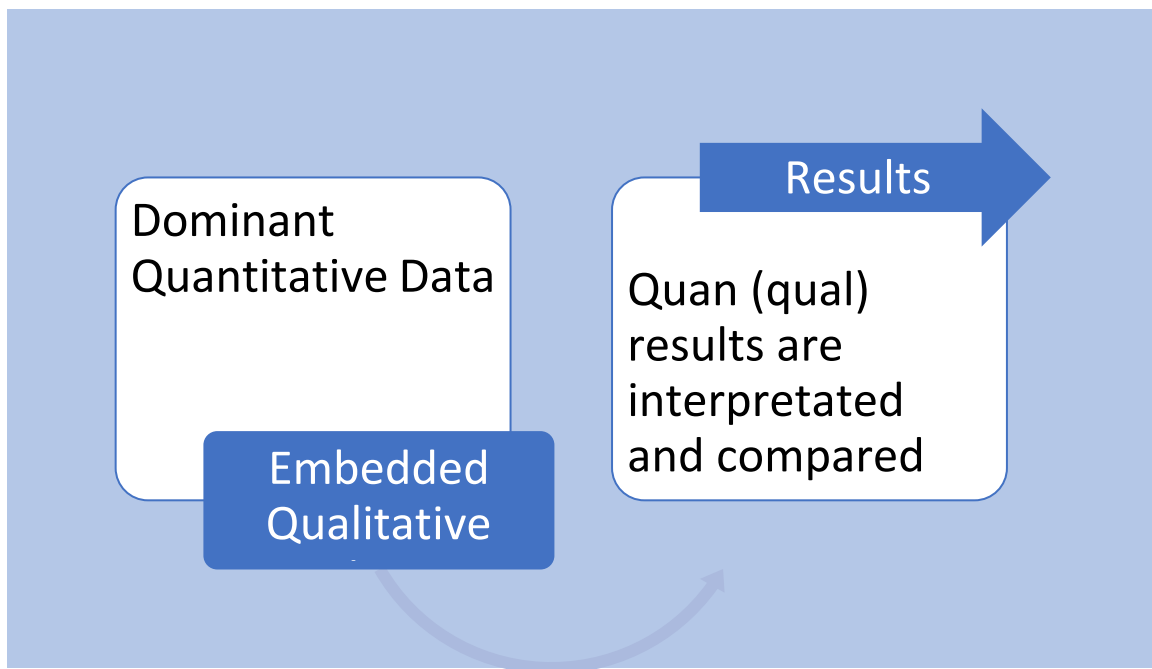 Dominant
Quantitative Data
Embedded
Qualitative
Results
Quan (qual)
results are
interpretated
and compared